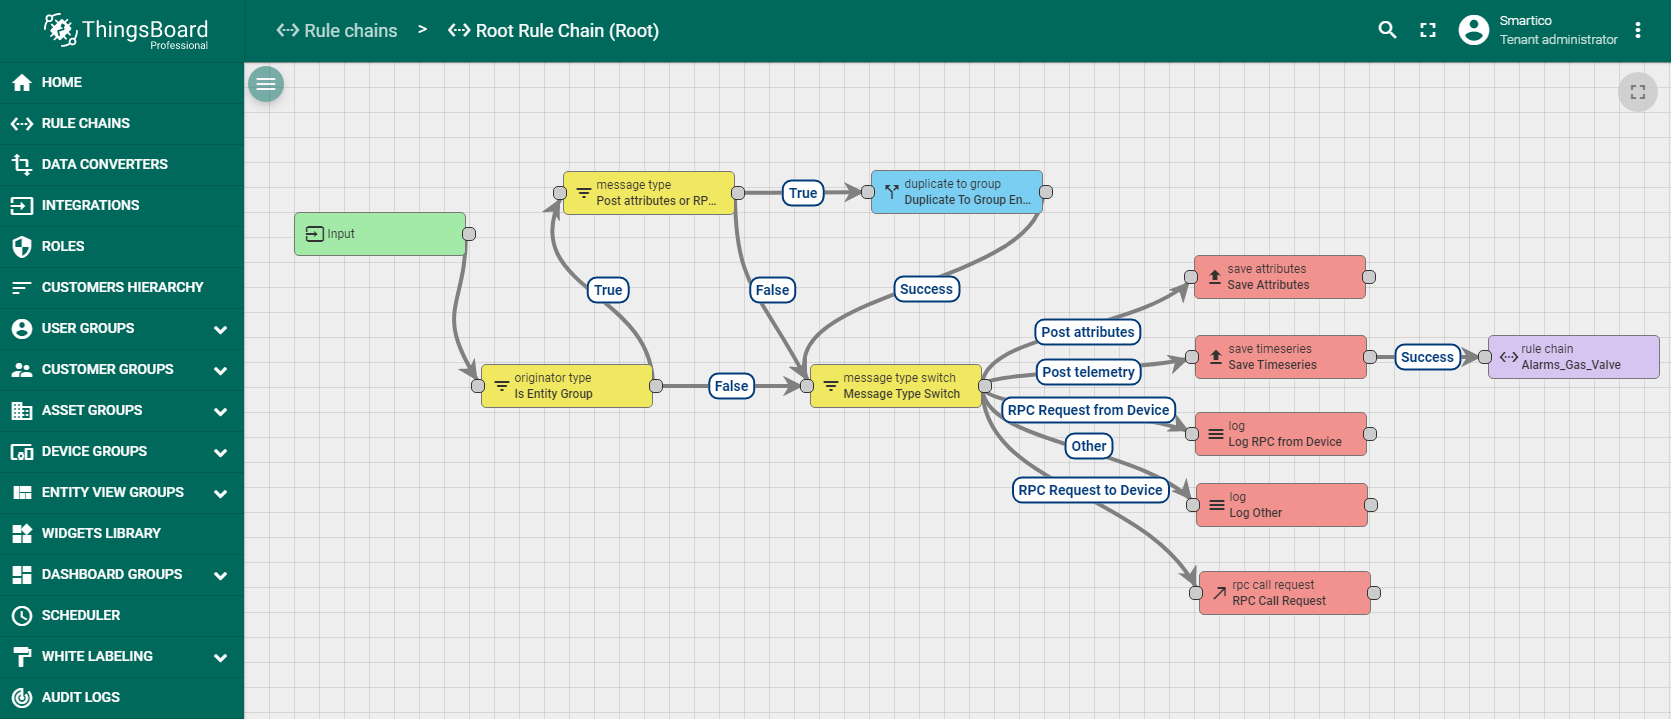 ThingsBoard
Professional
Rule chains > Root Rule Chain (Root)
Smartico
Tenant administrator
HOME
RULE CHAINS
DATA CONVERTERS
INTEGRATIONS
ROLES
CUSTOMERS HIERARCHY
USER GROUPS
CUSTOMER GROUPS
ASSET GROUPS
DEVICE GROUPS
ENTITY VIEW GROUPS
WIDGETS LIBRARY
DASHBOARD GROUPS
SCHEDULER
WHITE LABELING
AUDIT LOGS
Input
message type
Post attributes or RP...
True
duplicate to group
Duplicate To Group En...
True
False
Success
originator type
Is Entity Group
False
message type switch
Message Type Switch
Post attributes
Post telemetry
RPC Request from Device
Other
RPC Request to Device
save attributes
Save Attributes
save timeseries
Save Timeseries
Success
rule chain
Alarms_Gas_Valve
log
Log RPC from Device
log
Log Other
rpc call request
RPC Call Request